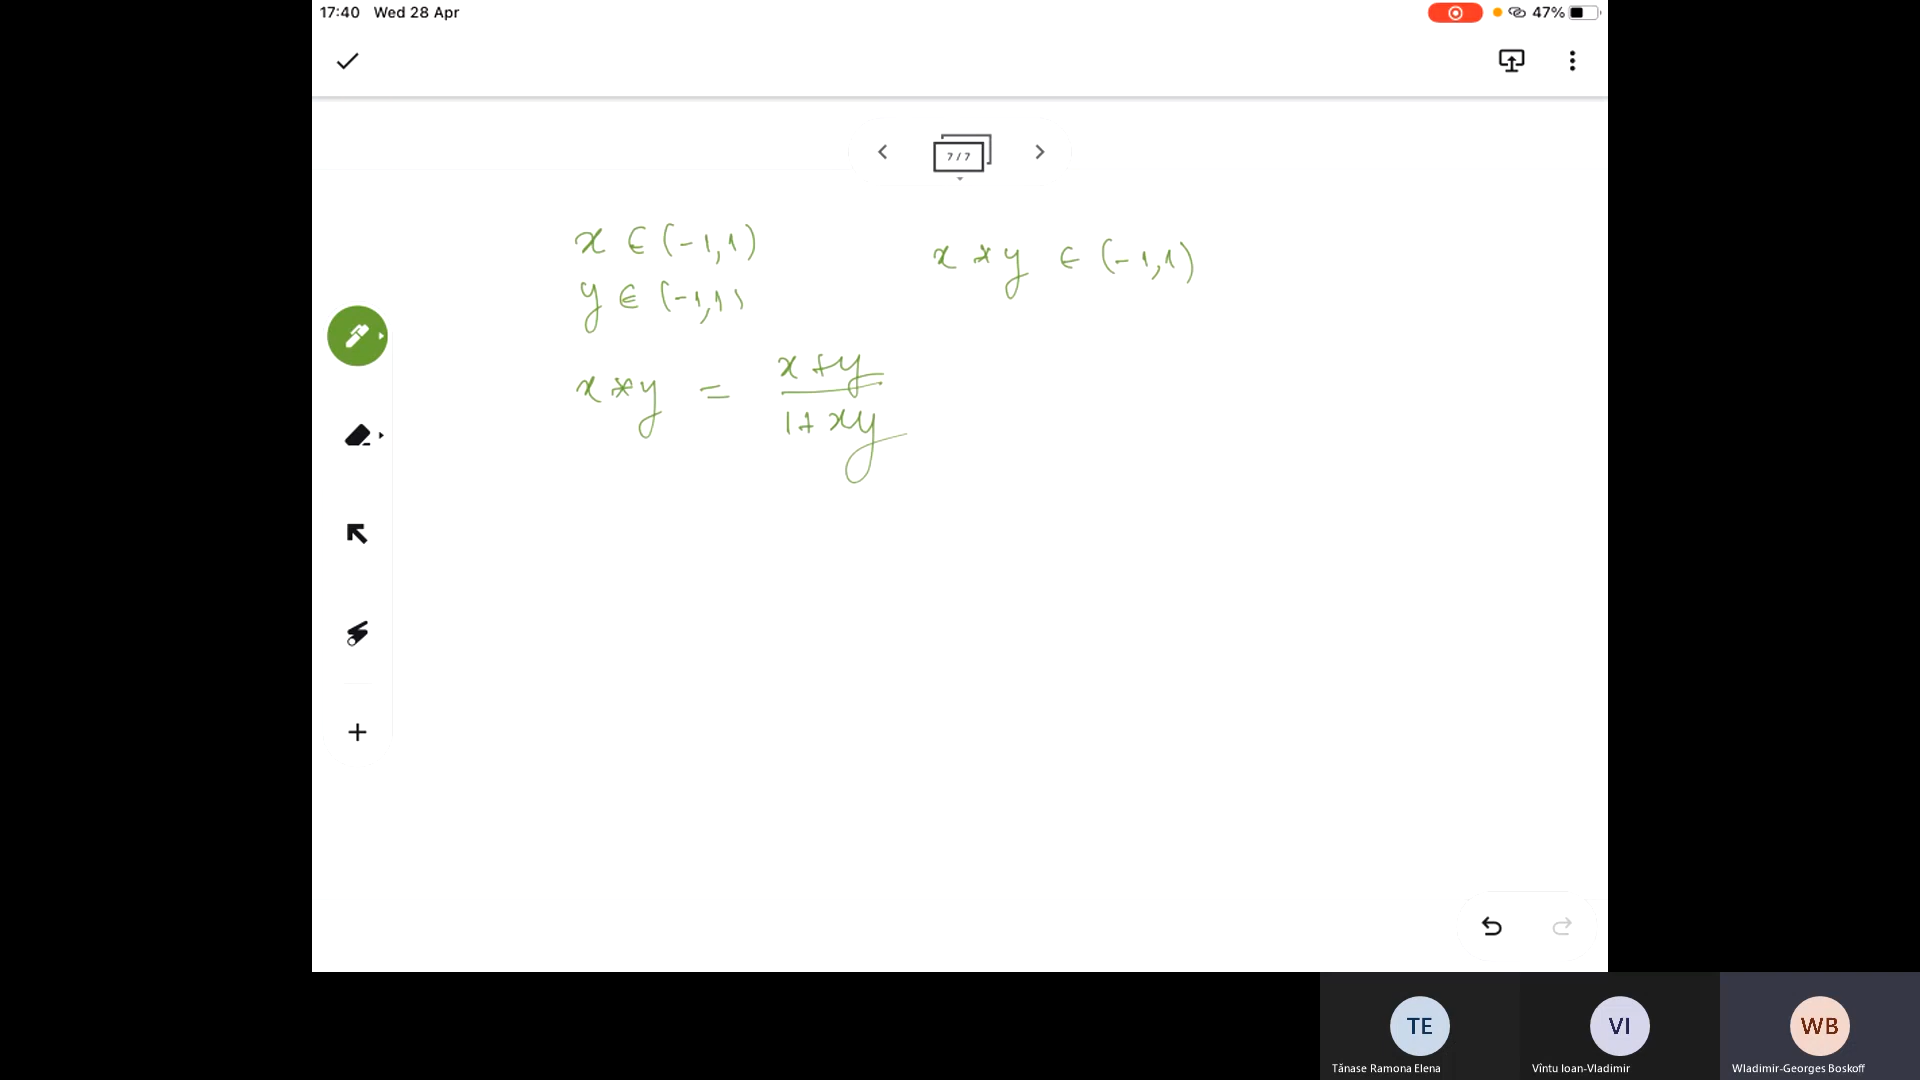 17:40 Wed 28 Apr
47%
7/7
x ∈ (-1,1)
x * y ∈ (-1,1)
y ∈ (-1,1)
x * y = x+y / 1+xy
TE
VI
WB
Tănase Ramona Elena
Vîntu Ioan-Vladimir
Wladimir-Georges Boskoff